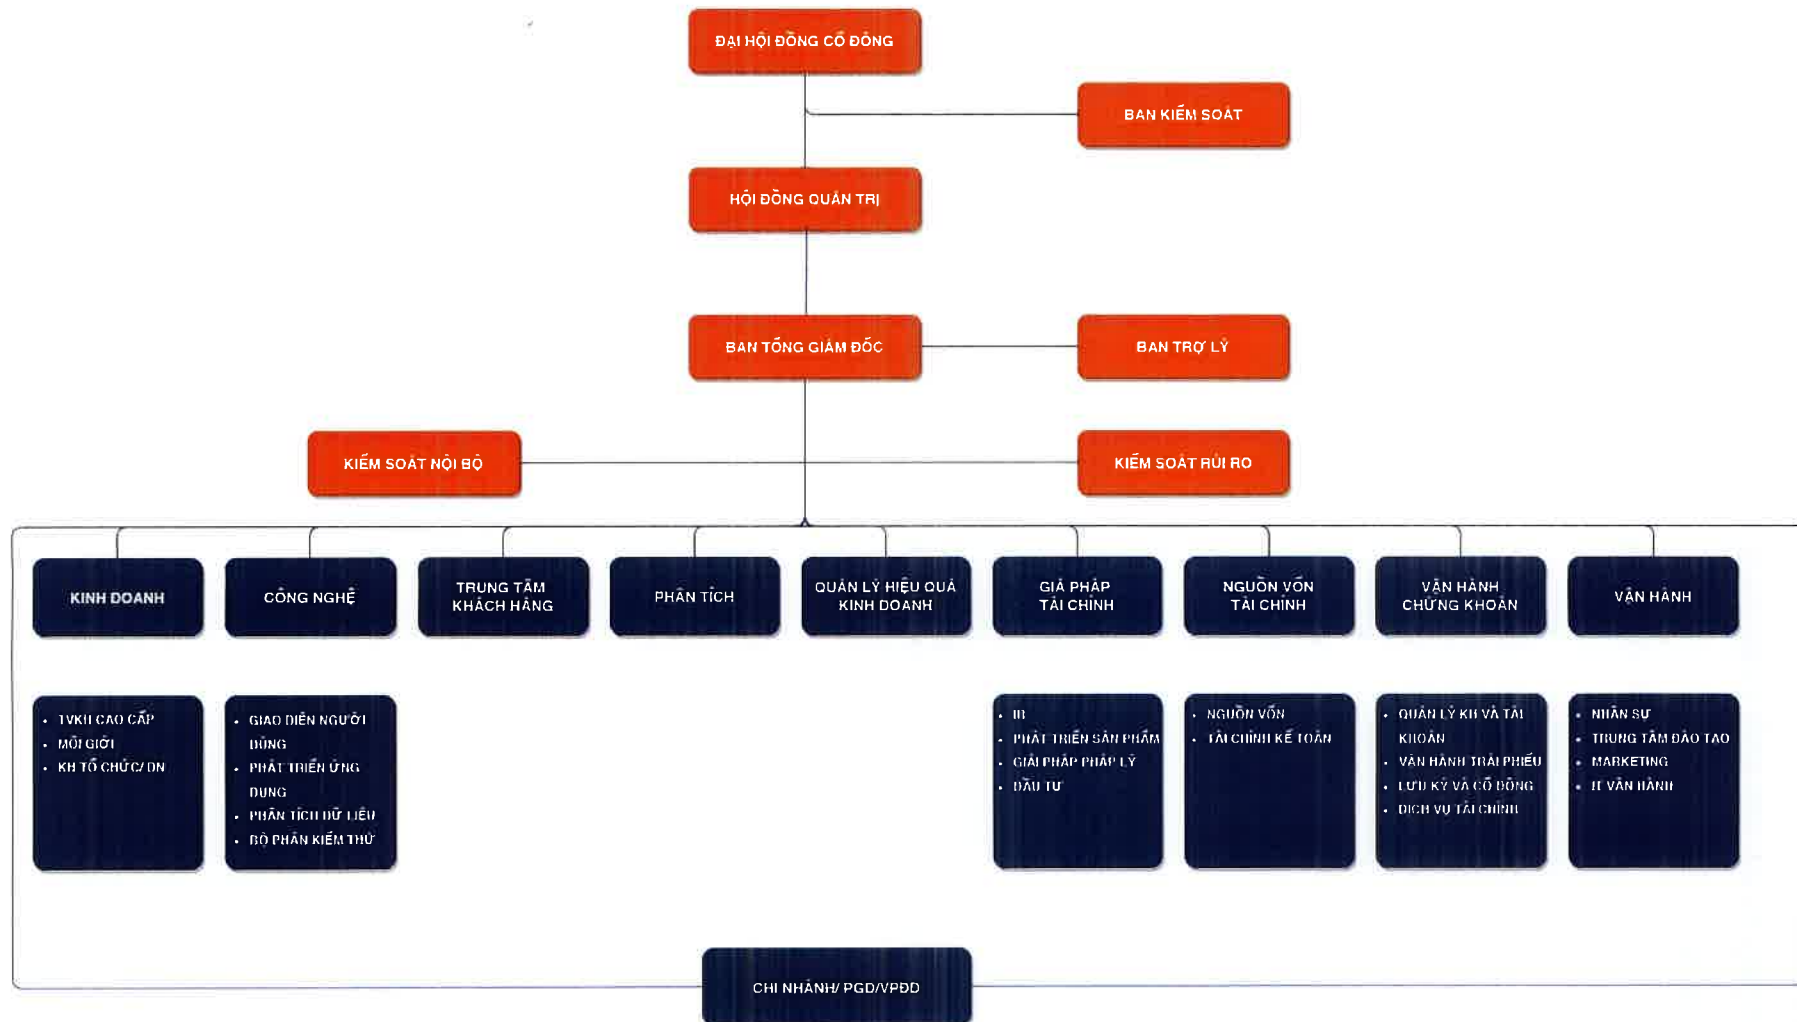 ĐẠI HỘI ĐỒNG CỔ ĐÔNG
BAN KIỂM SOÁT
HỘI ĐỒNG QUẢN TRỊ
BAN TỔNG GIÁM ĐỐC
BAN TRỢ LÝ
KIỂM SOÁT NỘI BỘ
KIỂM SOÁT RỦI RO
KINH DOANH
CÔNG NGHỆ
TRUNG TÂM
KHÁCH HÀNG
PHÂN TÍCH
QUẢN LÝ HIỆU QUẢ
KINH DOANH
GIẢ PHÁP
TÀI CHÍNH
NGUỒN VỐN
TÀI CHÍNH
VẬN HÀNH
CHỨNG KHOÁN
VẬN HÀNH
• TVKH CAO CẤP
• MÔI GIỚI
• KH TỔ CHỨC/ DN
• GIAO DIỆN NGƯỜI
DÙNG
• PHÁT TRIỂN ỨNG
DỤNG
• PHÂN TÍCH DỮ LIỆU
• BỘ PHẬN KIỂM THỬ
• IB
• PHÁT TRIỂN SẢN PHẨM
• GIẢI PHÁP PHÁP LÝ
• ĐẦU TƯ
• NGUỒN VỐN
• TÀI CHÍNH KẾ TOÁN
• QUẢN LÝ KH VÀ TÀI
KHOẢN
• VẬN HÀNH TRÁI PHIẾU
• LƯU KÝ VÀ CỔ ĐÔNG
• DỊCH VỤ TÀI CHÍNH
• NHÂN SỰ
• TRUNG TÂM ĐÀO TẠO
• MARKETING
• IT VẬN HÀNH
CHI NHÁNH/ PGD/VPĐD